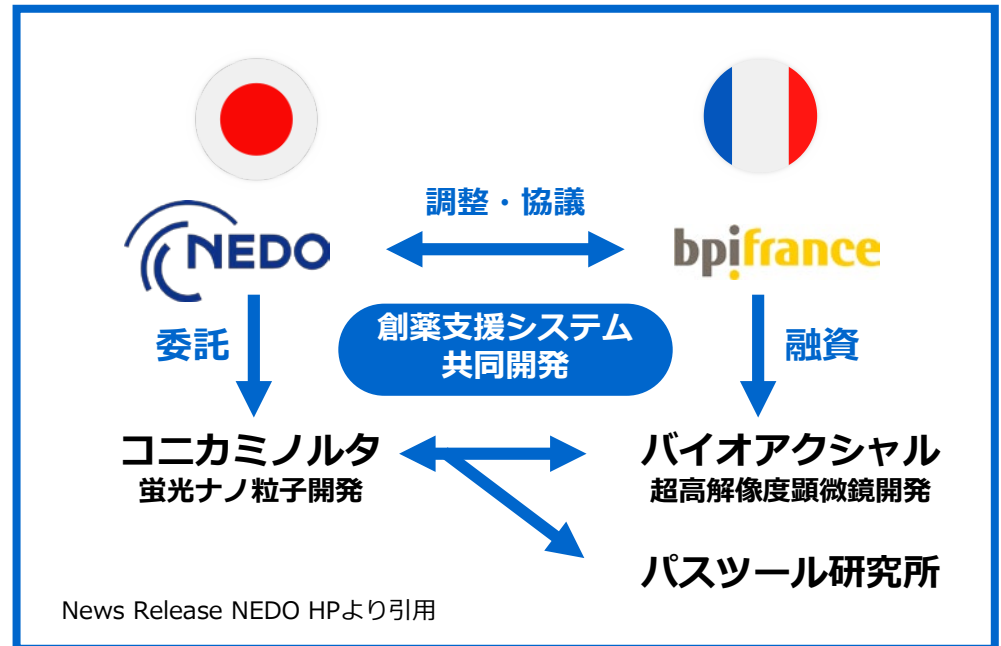 調整・協議
NEDO
bpifrance
委託
創薬支援システム
共同開発
融資
コニカミノルタ
蛍光ナノ粒子開発
バイオアクシャル
超高解像度顕微鏡開発
パスツール研究所
News Release NEDO HPより引用